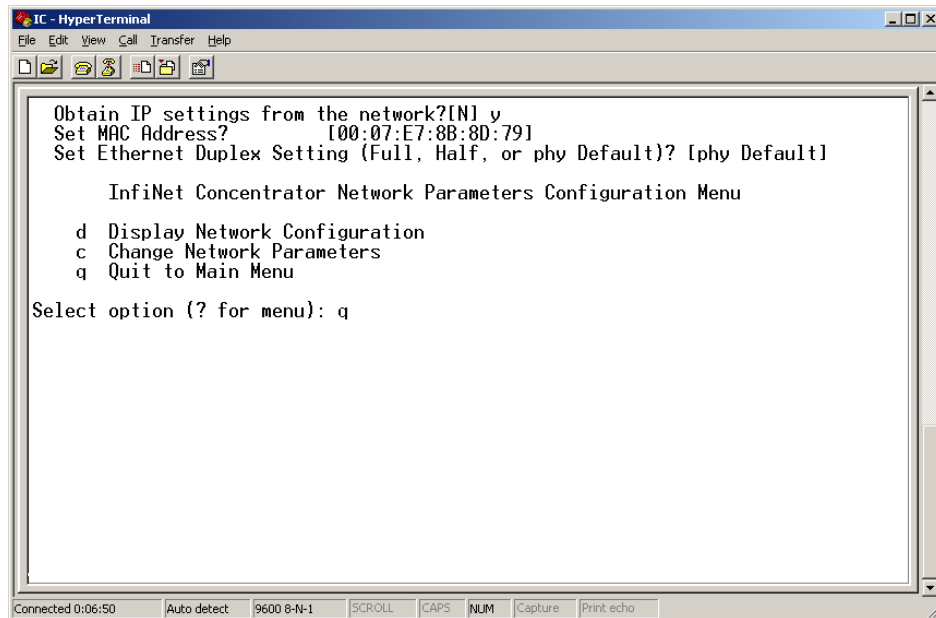 IC - HyperTerminal
File Edit View Call Transfer Help
Obtain IP settings from the network?[N] y
Set MAC Address? [00:07:E7:8B:8D:79]
Set Ethernet Duplex Setting (Full, Half, or phy Default)? [phy Default]
InfiNet Concentrator Network Parameters Configuration Menu
d Display Network Configuration
c Change Network Parameters
q Quit to Main Menu
Select option (? for menu): q
Connected 0:06:50 Auto detect 9600 8-N-1 SCROLL CAPS NUM Capture Print echo